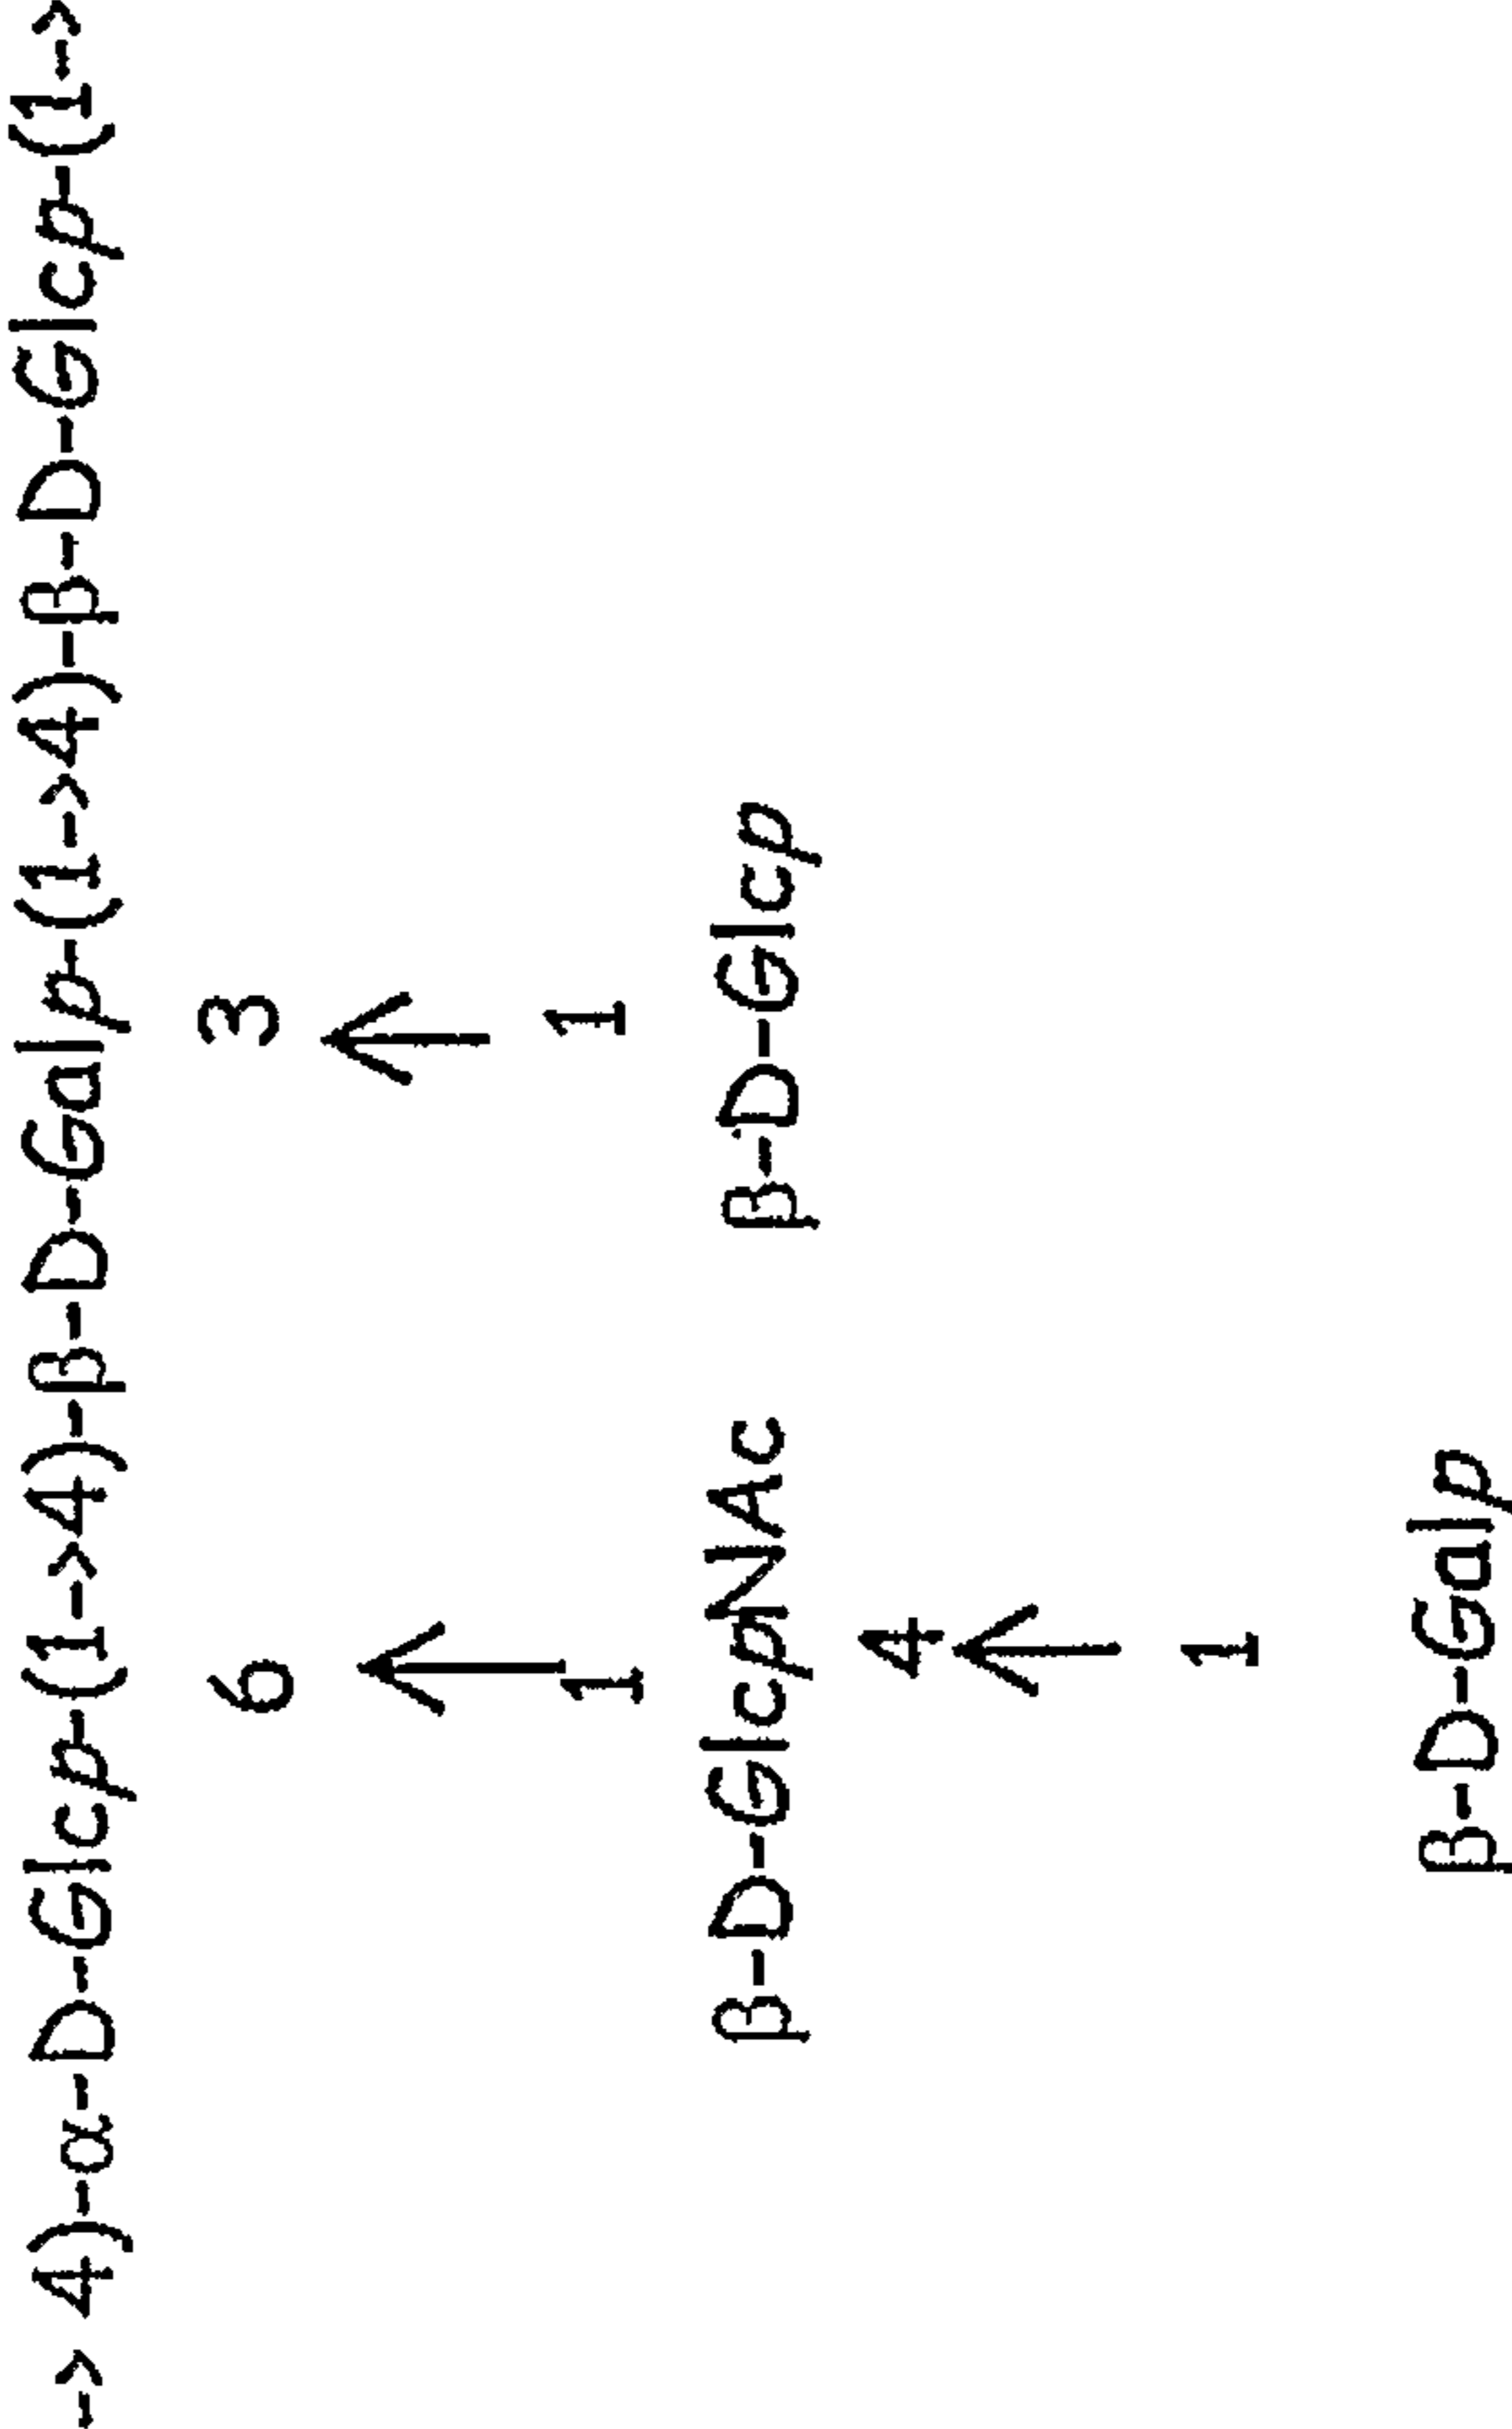 -> 4)-α-D-Glcp-(1->4)-β-D-Galp-(1->4)-β-D-Glcp-(1->
6 3
↑ ↑
1 1
β-D-GlcpNAc β-D-Glcp
4
↑
1
β-D-Galp